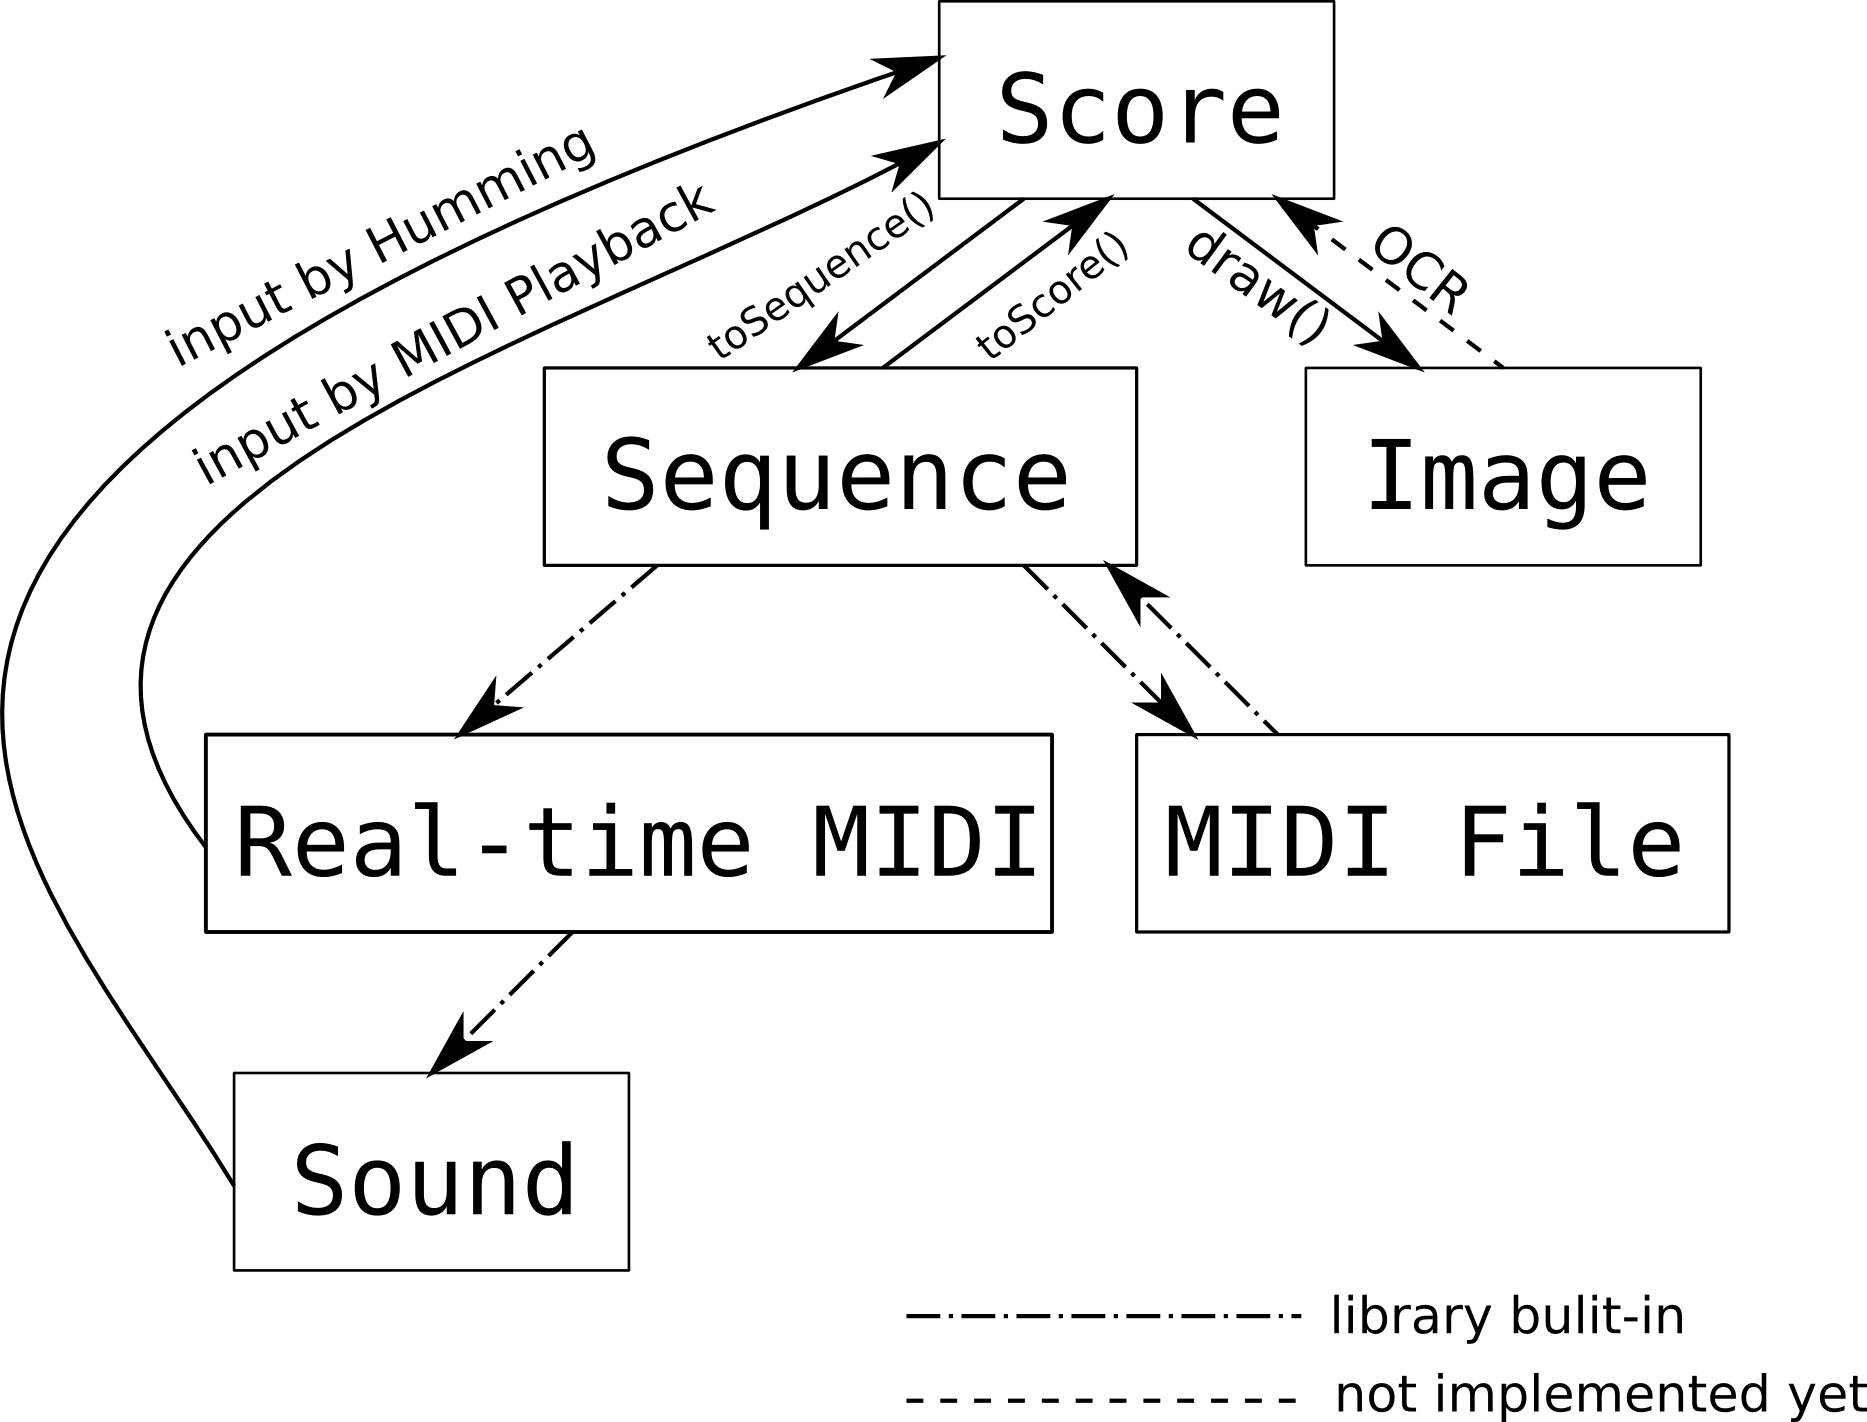 Score
input by Humming
input by MIDI Playback
toSequence()
toScore()
draw()
OCR
Sequence
Image
Real-time MIDI
MIDI File
Sound
library bulit-in
not implemented yet